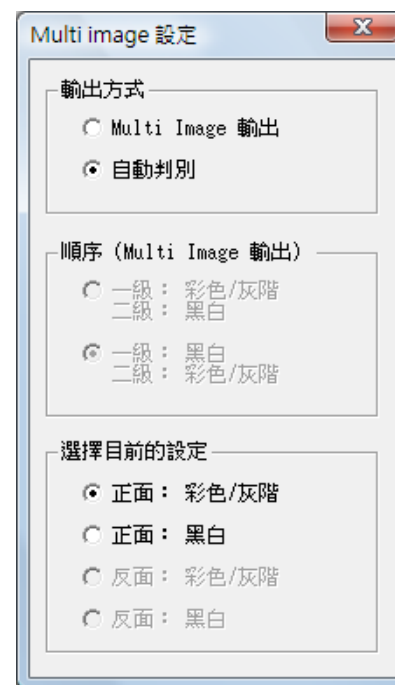 Multi image 設定
輸出方式
Multi Image 輸出
自動判別
順序 (Multi Image 輸出)
一級： 彩色/灰階
二級： 黑白
一級： 黑白
二級： 彩色/灰階
選擇目前的設定
正面： 彩色/灰階
正面： 黑白
反面： 彩色/灰階
反面： 黑白